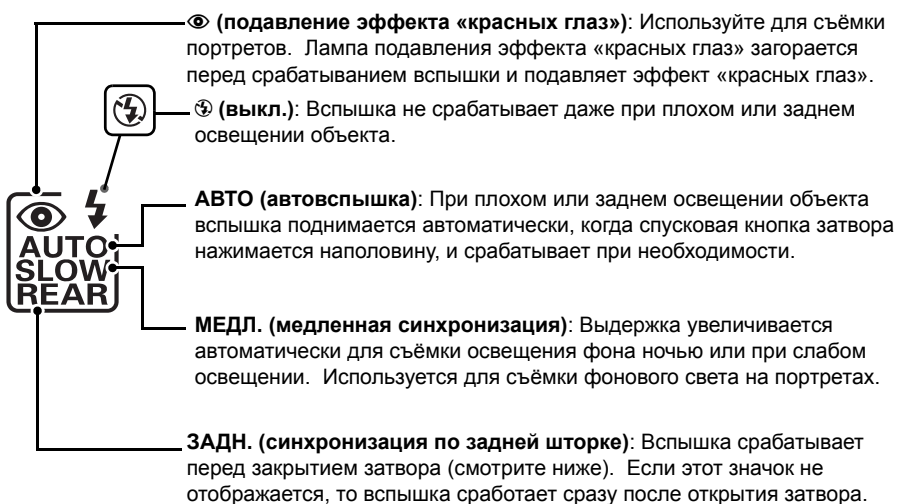 👁 (подавление эффекта «красных глаз»): Используйте для съёмки
портретов. Лампа подавления эффекта «красных глаз» загорается
перед срабатыванием вспышки и подавляет эффект «красных глаз».
(выкл.): Вспышка не срабатывает даже при плохом или заднем
освещении объекта.
АВТО (автовспышка): При плохом или заднем освещении объекта
вспышка поднимается автоматически, когда спусковая кнопка затвора
нажимается наполовину, и срабатывает при необходимости.
AUTO
SLOW
REAR
МЕДЛ. (медленная синхронизация): Выдержка увеличивается
автоматически для съёмки освещения фона ночью или при слабом
освещении. Используется для съёмки фонового света на портретах.
ЗАДН. (синхронизация по задней шторке): Вспышка срабатывает
перед закрытием затвора (смотрите ниже). Если этот значок не
отображается, то вспышка сработает сразу после открытия затвора.